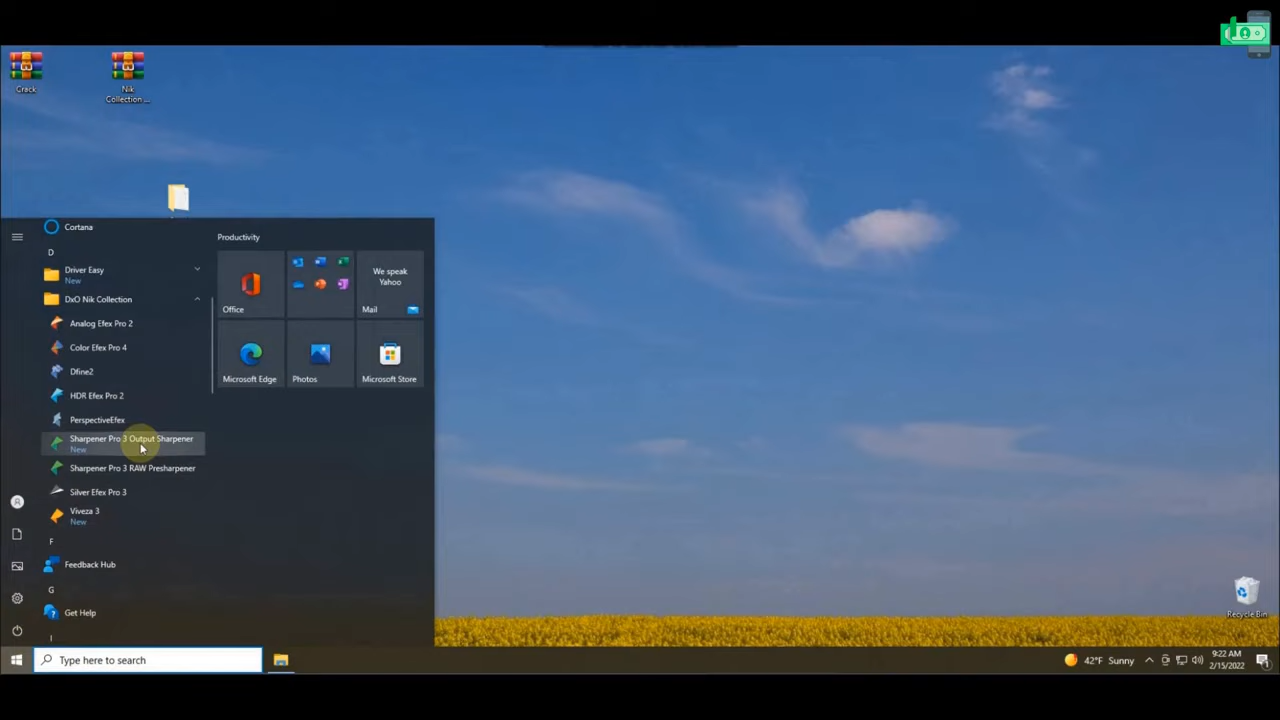 Crack
Nik
Collection ...
Cortana
D
Driver Easy
New
DxO Nik Collection
Analog Efex Pro 2
Color Efex Pro 4
Dfine2
HDR Efex Pro 2
PerspectiveEfex
Sharpener Pro 3 Output Sharpener
New
Sharpener Pro 3 RAW Presharpener
Silver Efex Pro 3
Viveza 3
New
F
Feedback Hub
G
Get Help
I
Productivity
Office
We speak
Yahoo
Mail
Microsoft Edge
Photos
Microsoft Store
Recycle Bin
Type here to search
42°F Sunny
9:22 AM
2/15/2022